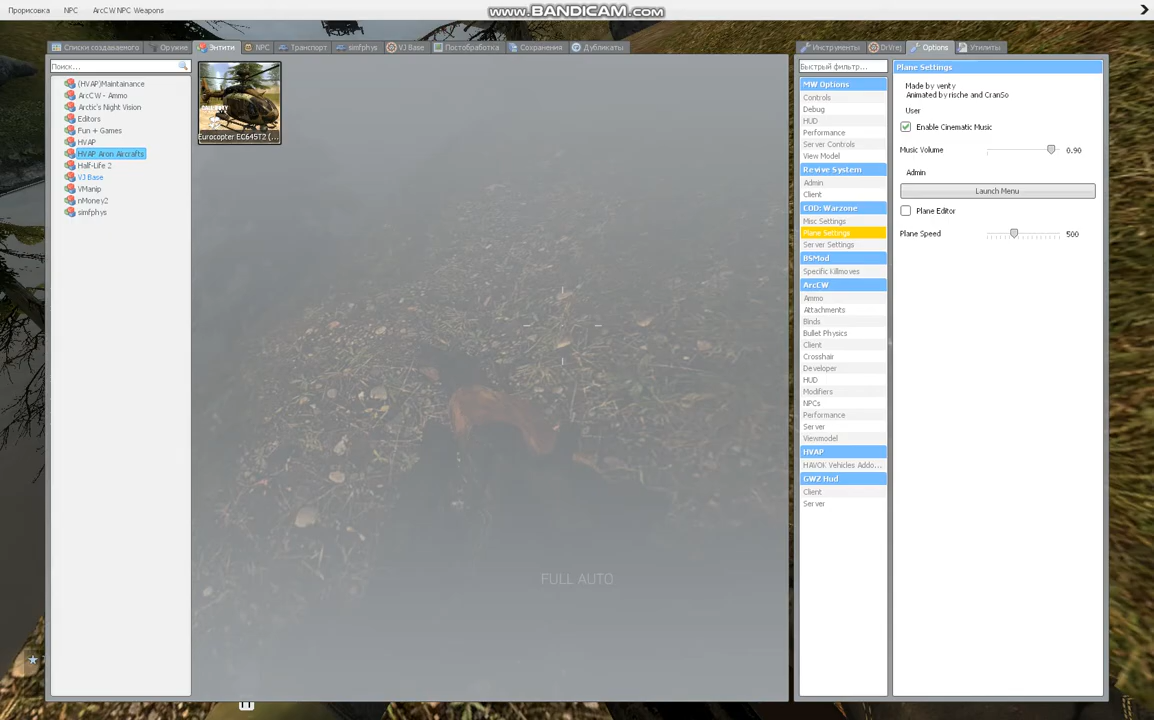 Прорисовка NPC ArcCW NPC Weapons
www.BANDICAM.com
Списки создаваемого Оружие Энтити NPC Транспорт simfphys VJ Base Постобработка Сохранения Дубликаты
Поиск...
(HVAP)Maintainance
ArcCW - Ammo
Arctic's Night Vision
Editors
Fun + Games
HVAP
HVAP Aron Aircrafts
Half-Life 2
VJ Base
VManip
nMoney2
simfphys
Eurocopter EC645T2 (...
FULL AUTO
Инструменты DrVrej Options Утилиты
Быстрый фильтр...
MW Options
Controls
Debug
HUD
Performance
Server Controls
View Model
Revive System
Admin
Client
COD: Warzone
Misc Settings
Plane Settings
Server Settings
BSMod
Specific Killmoves
ArcCW
Ammo
Attachments
Binds
Bullet Physics
Client
Crosshair
Developer
HUD
Modifiers
NPCs
Performance
Server
Viewmodel
HVAP
HAVOK Vehicles Addo...
GWZ Hud
Client
Server
Plane Settings
Made by venty
Animated by rische and CranSo
User
Enable Cinematic Music
Music Volume 0.90
Admin
Launch Menu
Plane Editor
Plane Speed 500